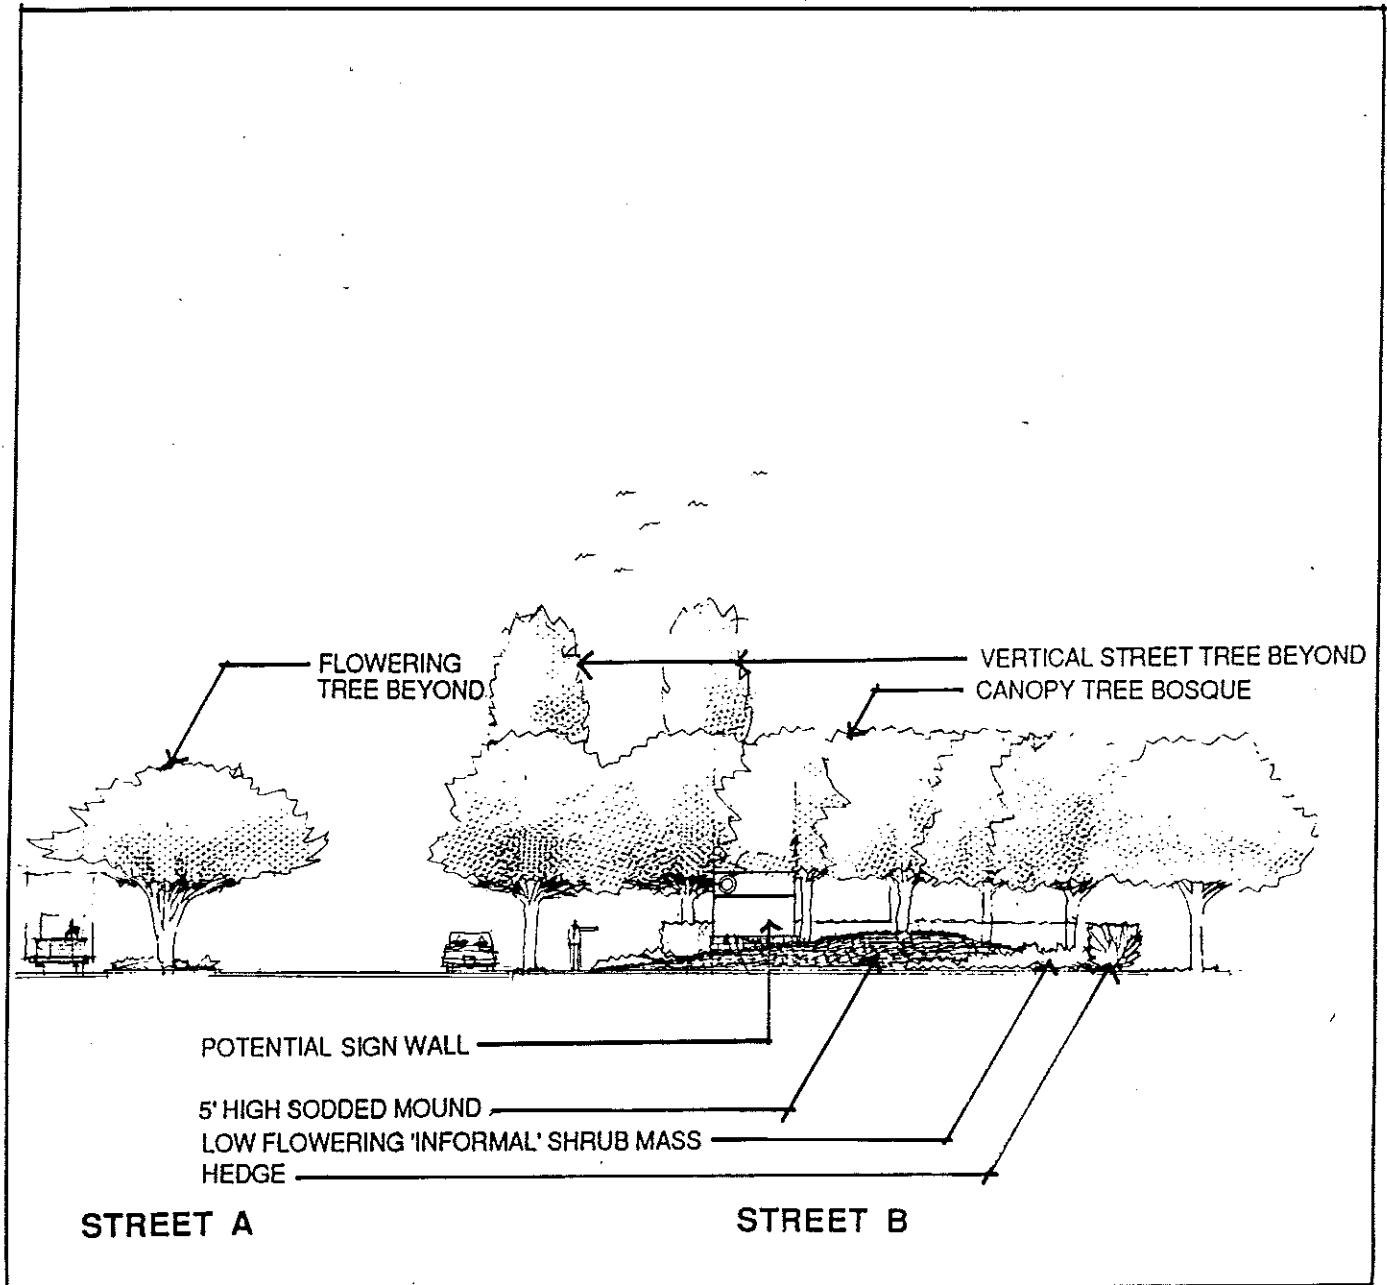 FLOWERING
TREE BEYOND
VERTICAL STREET TREE BEYOND
CANOPY TREE BOSQUE
POTENTIAL SIGN WALL
5' HIGH SODDED MOUND
LOW FLOWERING 'INFORMAL' SHRUB MASS
HEDGE
STREET A
STREET B